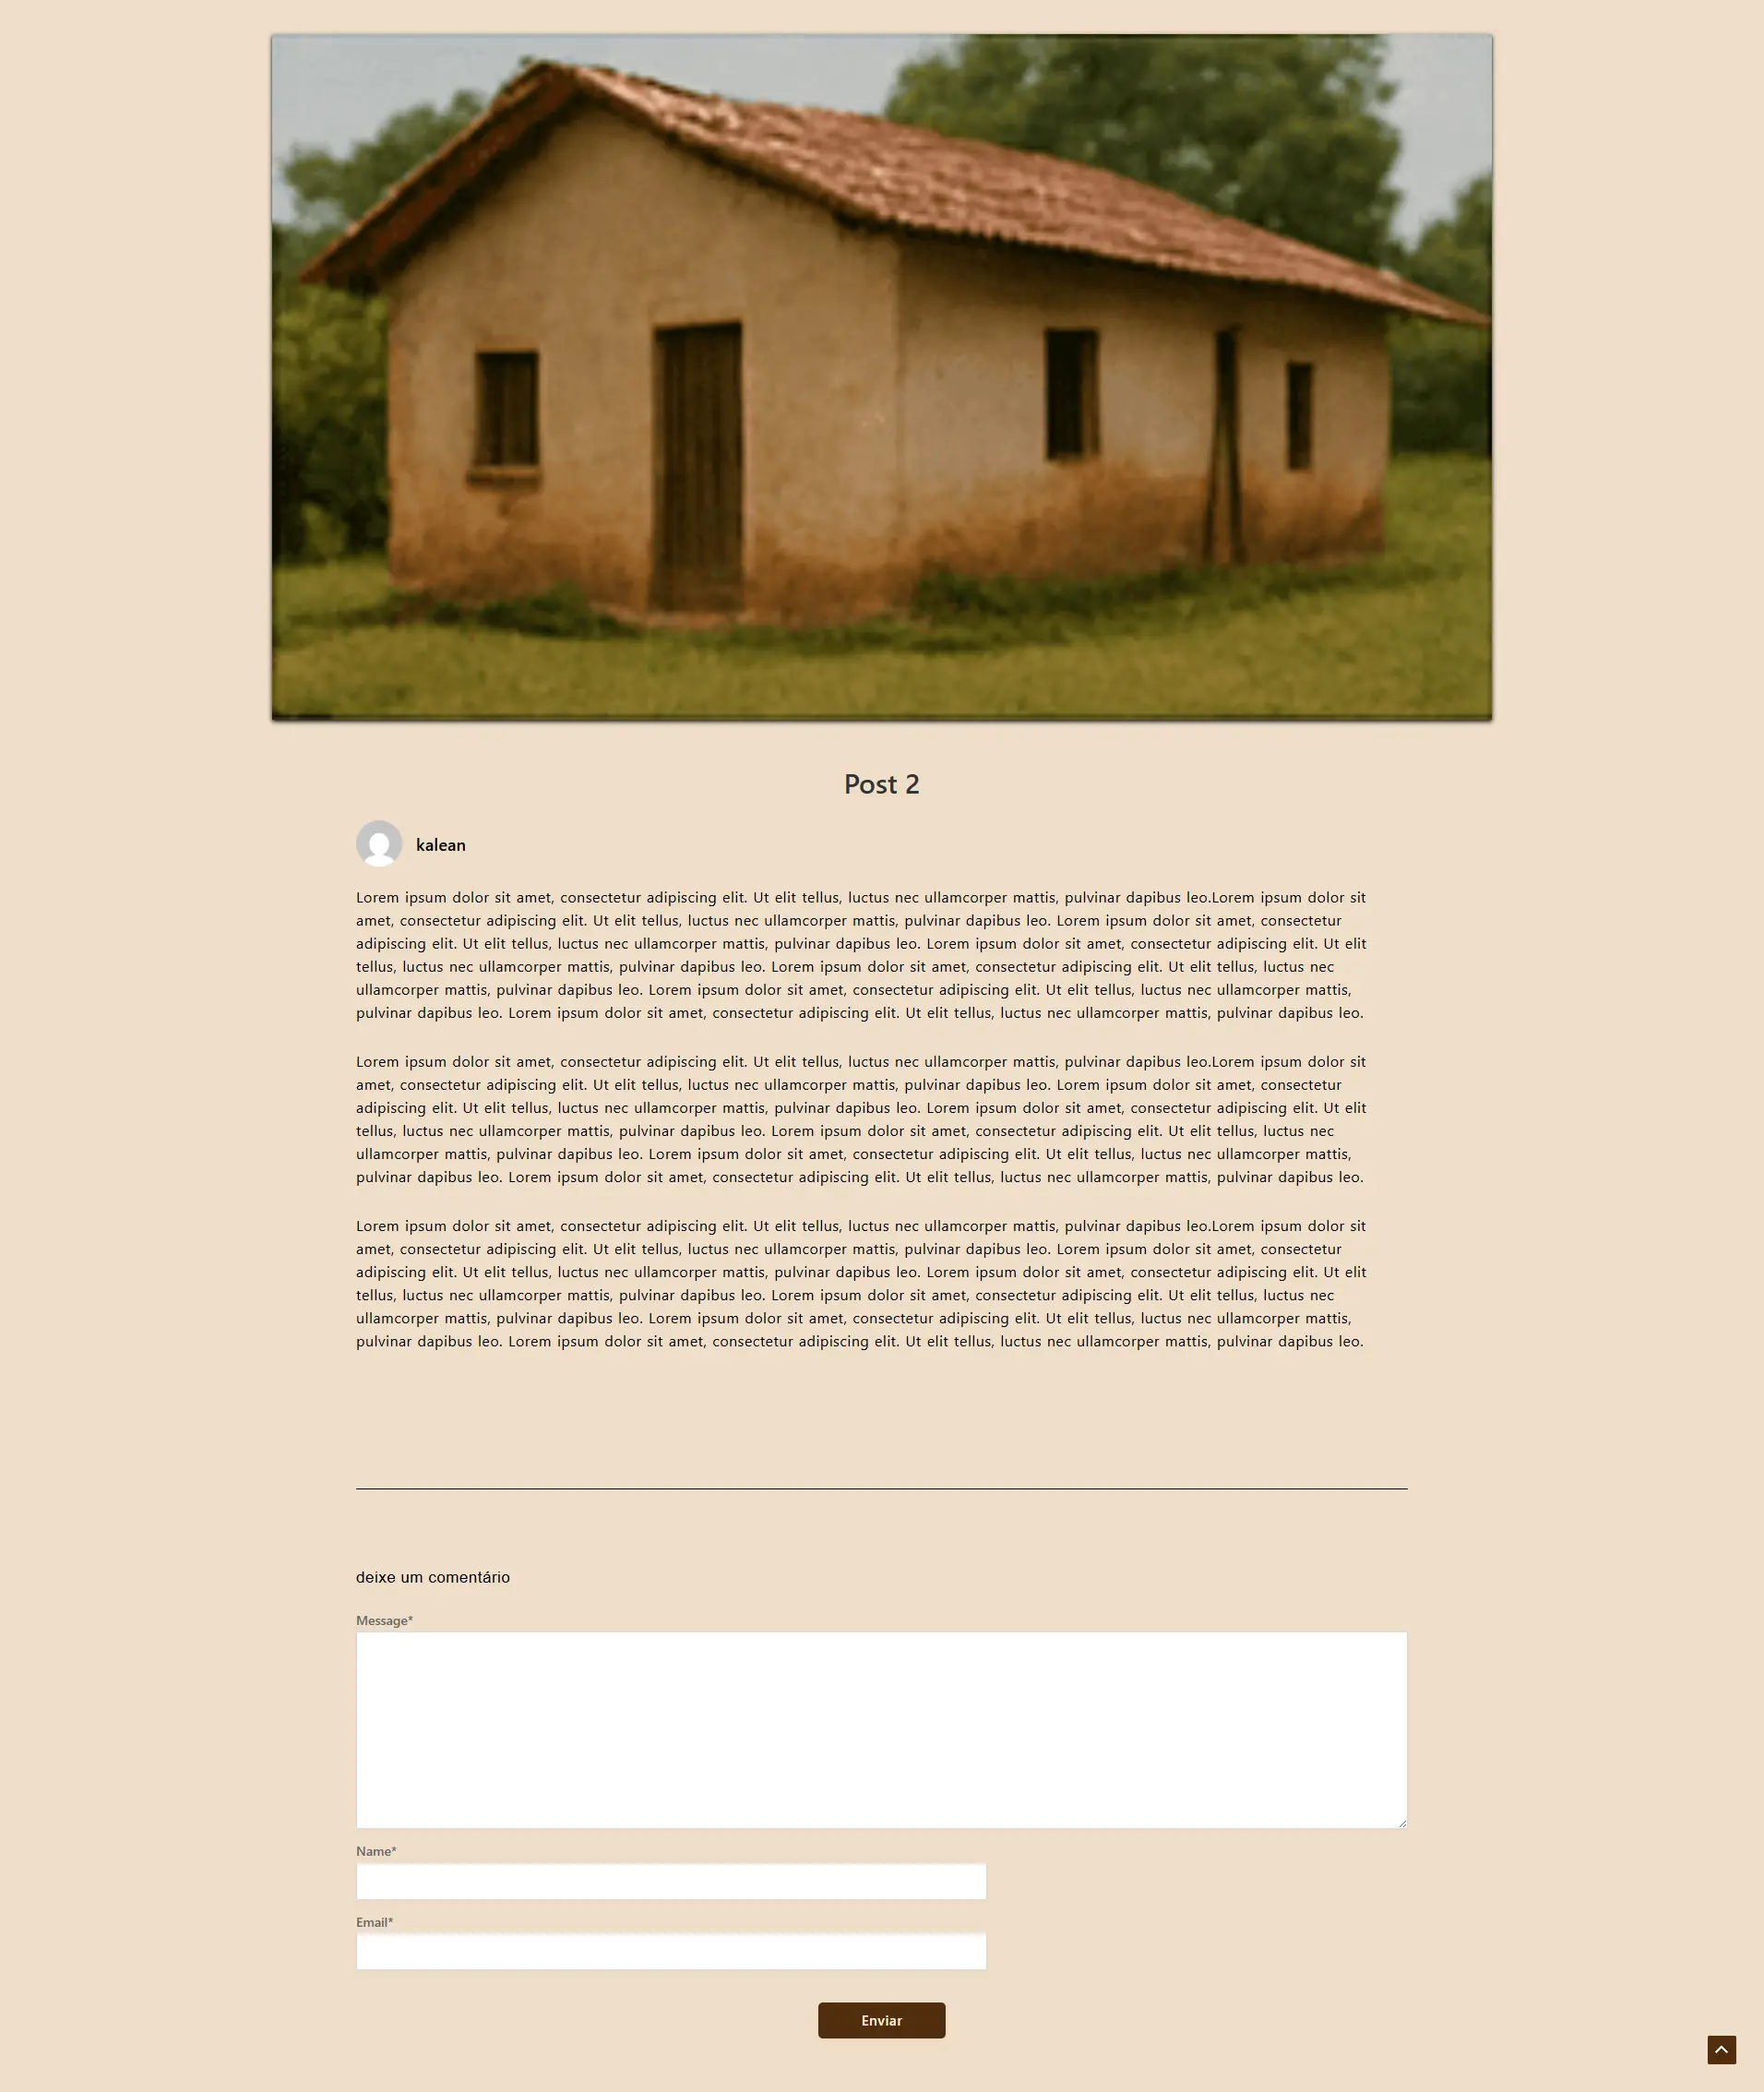 Post 2
kalean
Lorem ipsum dolor sit amet, consectetur adipiscing elit. Ut elit tellus, luctus nec ullamcorper mattis, pulvinar dapibus leo.Lorem ipsum dolor sit
amet, consectetur adipiscing elit. Ut elit tellus, luctus nec ullamcorper mattis, pulvinar dapibus leo. Lorem ipsum dolor sit amet, consectetur
adipiscing elit. Ut elit tellus, luctus nec ullamcorper mattis, pulvinar dapibus leo. Lorem ipsum dolor sit amet, consectetur adipiscing elit. Ut elit
tellus, luctus nec ullamcorper mattis, pulvinar dapibus leo. Lorem ipsum dolor sit amet, consectetur adipiscing elit. Ut elit tellus, luctus nec
ullamcorper mattis, pulvinar dapibus leo. Lorem ipsum dolor sit amet, consectetur adipiscing elit. Ut elit tellus, luctus nec ullamcorper mattis,
pulvinar dapibus leo. Lorem ipsum dolor sit amet, consectetur adipiscing elit. Ut elit tellus, luctus nec ullamcorper mattis, pulvinar dapibus leo.
Lorem ipsum dolor sit amet, consectetur adipiscing elit. Ut elit tellus, luctus nec ullamcorper mattis, pulvinar dapibus leo.Lorem ipsum dolor sit
amet, consectetur adipiscing elit. Ut elit tellus, luctus nec ullamcorper mattis, pulvinar dapibus leo. Lorem ipsum dolor sit amet, consectetur
adipiscing elit. Ut elit tellus, luctus nec ullamcorper mattis, pulvinar dapibus leo. Lorem ipsum dolor sit amet, consectetur adipiscing elit. Ut elit
tellus, luctus nec ullamcorper mattis, pulvinar dapibus leo. Lorem ipsum dolor sit amet, consectetur adipiscing elit. Ut elit tellus, luctus nec
ullamcorper mattis, pulvinar dapibus leo. Lorem ipsum dolor sit amet, consectetur adipiscing elit. Ut elit tellus, luctus nec ullamcorper mattis,
pulvinar dapibus leo. Lorem ipsum dolor sit amet, consectetur adipiscing elit. Ut elit tellus, luctus nec ullamcorper mattis, pulvinar dapibus leo.
Lorem ipsum dolor sit amet, consectetur adipiscing elit. Ut elit tellus, luctus nec ullamcorper mattis, pulvinar dapibus leo.Lorem ipsum dolor sit
amet, consectetur adipiscing elit. Ut elit tellus, luctus nec ullamcorper mattis, pulvinar dapibus leo. Lorem ipsum dolor sit amet, consectetur
adipiscing elit. Ut elit tellus, luctus nec ullamcorper mattis, pulvinar dapibus leo. Lorem ipsum dolor sit amet, consectetur adipiscing elit. Ut elit
tellus, luctus nec ullamcorper mattis, pulvinar dapibus leo. Lorem ipsum dolor sit amet, consectetur adipiscing elit. Ut elit tellus, luctus nec
ullamcorper mattis, pulvinar dapibus leo. Lorem ipsum dolor sit amet, consectetur adipiscing elit. Ut elit tellus, luctus nec ullamcorper mattis,
pulvinar dapibus leo. Lorem ipsum dolor sit amet, consectetur adipiscing elit. Ut elit tellus, luctus nec ullamcorper mattis, pulvinar dapibus leo.
deixe um comentário
Message*
Name*
Email*
Enviar